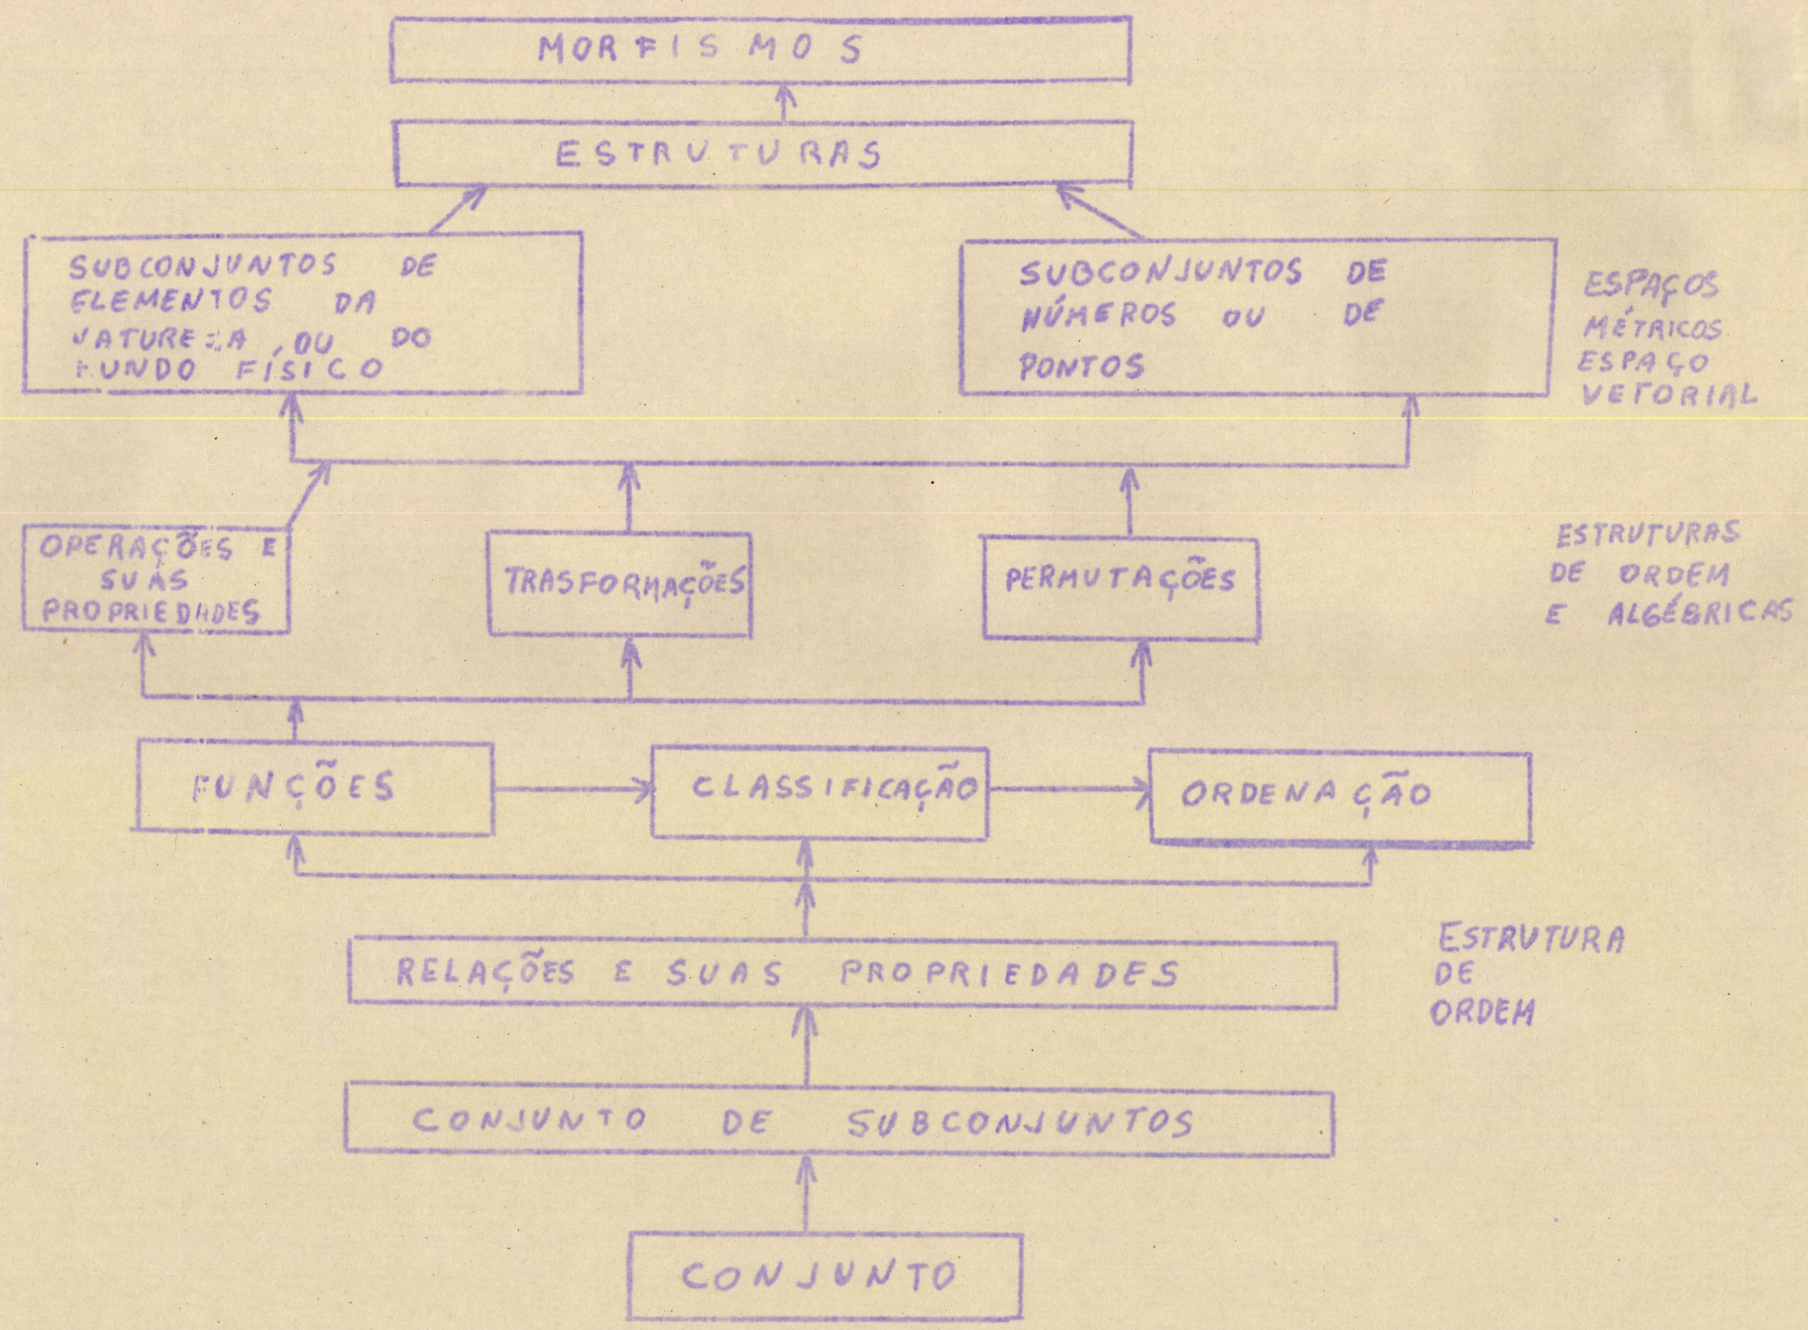 MORFISMOS
ESTRUTURAS
SUBCONJUNTOS DE
ELEMENTOS DA
NATUREZA, OU DO
MUNDO FÍSICO
SUBCONJUNTOS DE
NÚMEROS OU DE
PONTOS
ESPAÇOS
MÉTRICOS
ESPAÇO
VETORIAL
OPERAÇÕES E
SUAS
PROPRIEDADES
TRASFORMAÇÕES
PERMUTAÇÕES
ESTRUTURAS
DE ORDEM
E ALGÉBRICAS
FUNÇÕES
CLASSIFICAÇÃO
ORDENAÇÃO
RELAÇÕES E SUAS PROPRIEDADES
ESTRUTURA
DE
ORDEM
CONJUNTO DE SUBCONJUNTOS
CONJUNTO